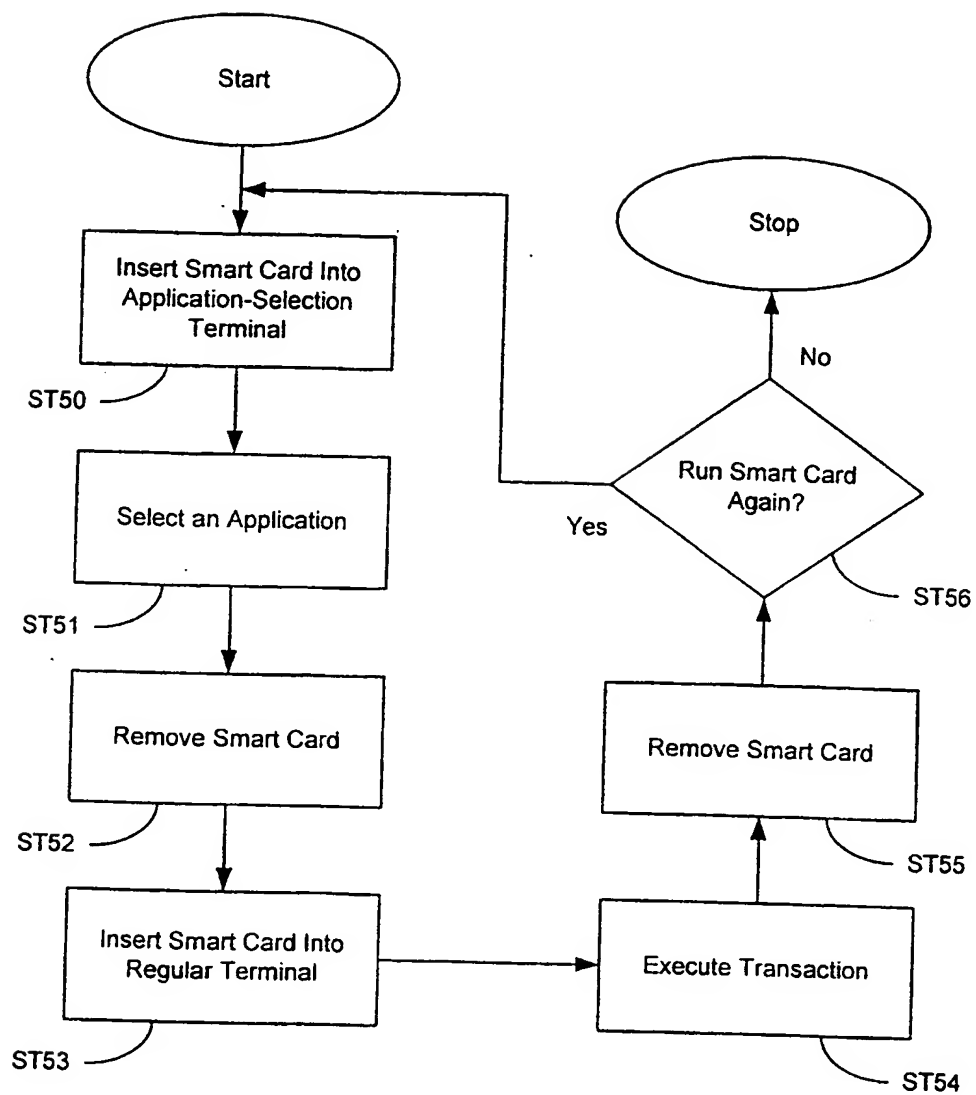 Start
Insert Smart Card Into
Application-Selection
Terminal
ST50
Select an Application
ST51
Remove Smart Card
ST52
Insert Smart Card Into
Regular Terminal
ST53
Execute Transaction
ST54
Remove Smart Card
ST55
Run Smart Card
Again?
ST56
Yes
No
Stop